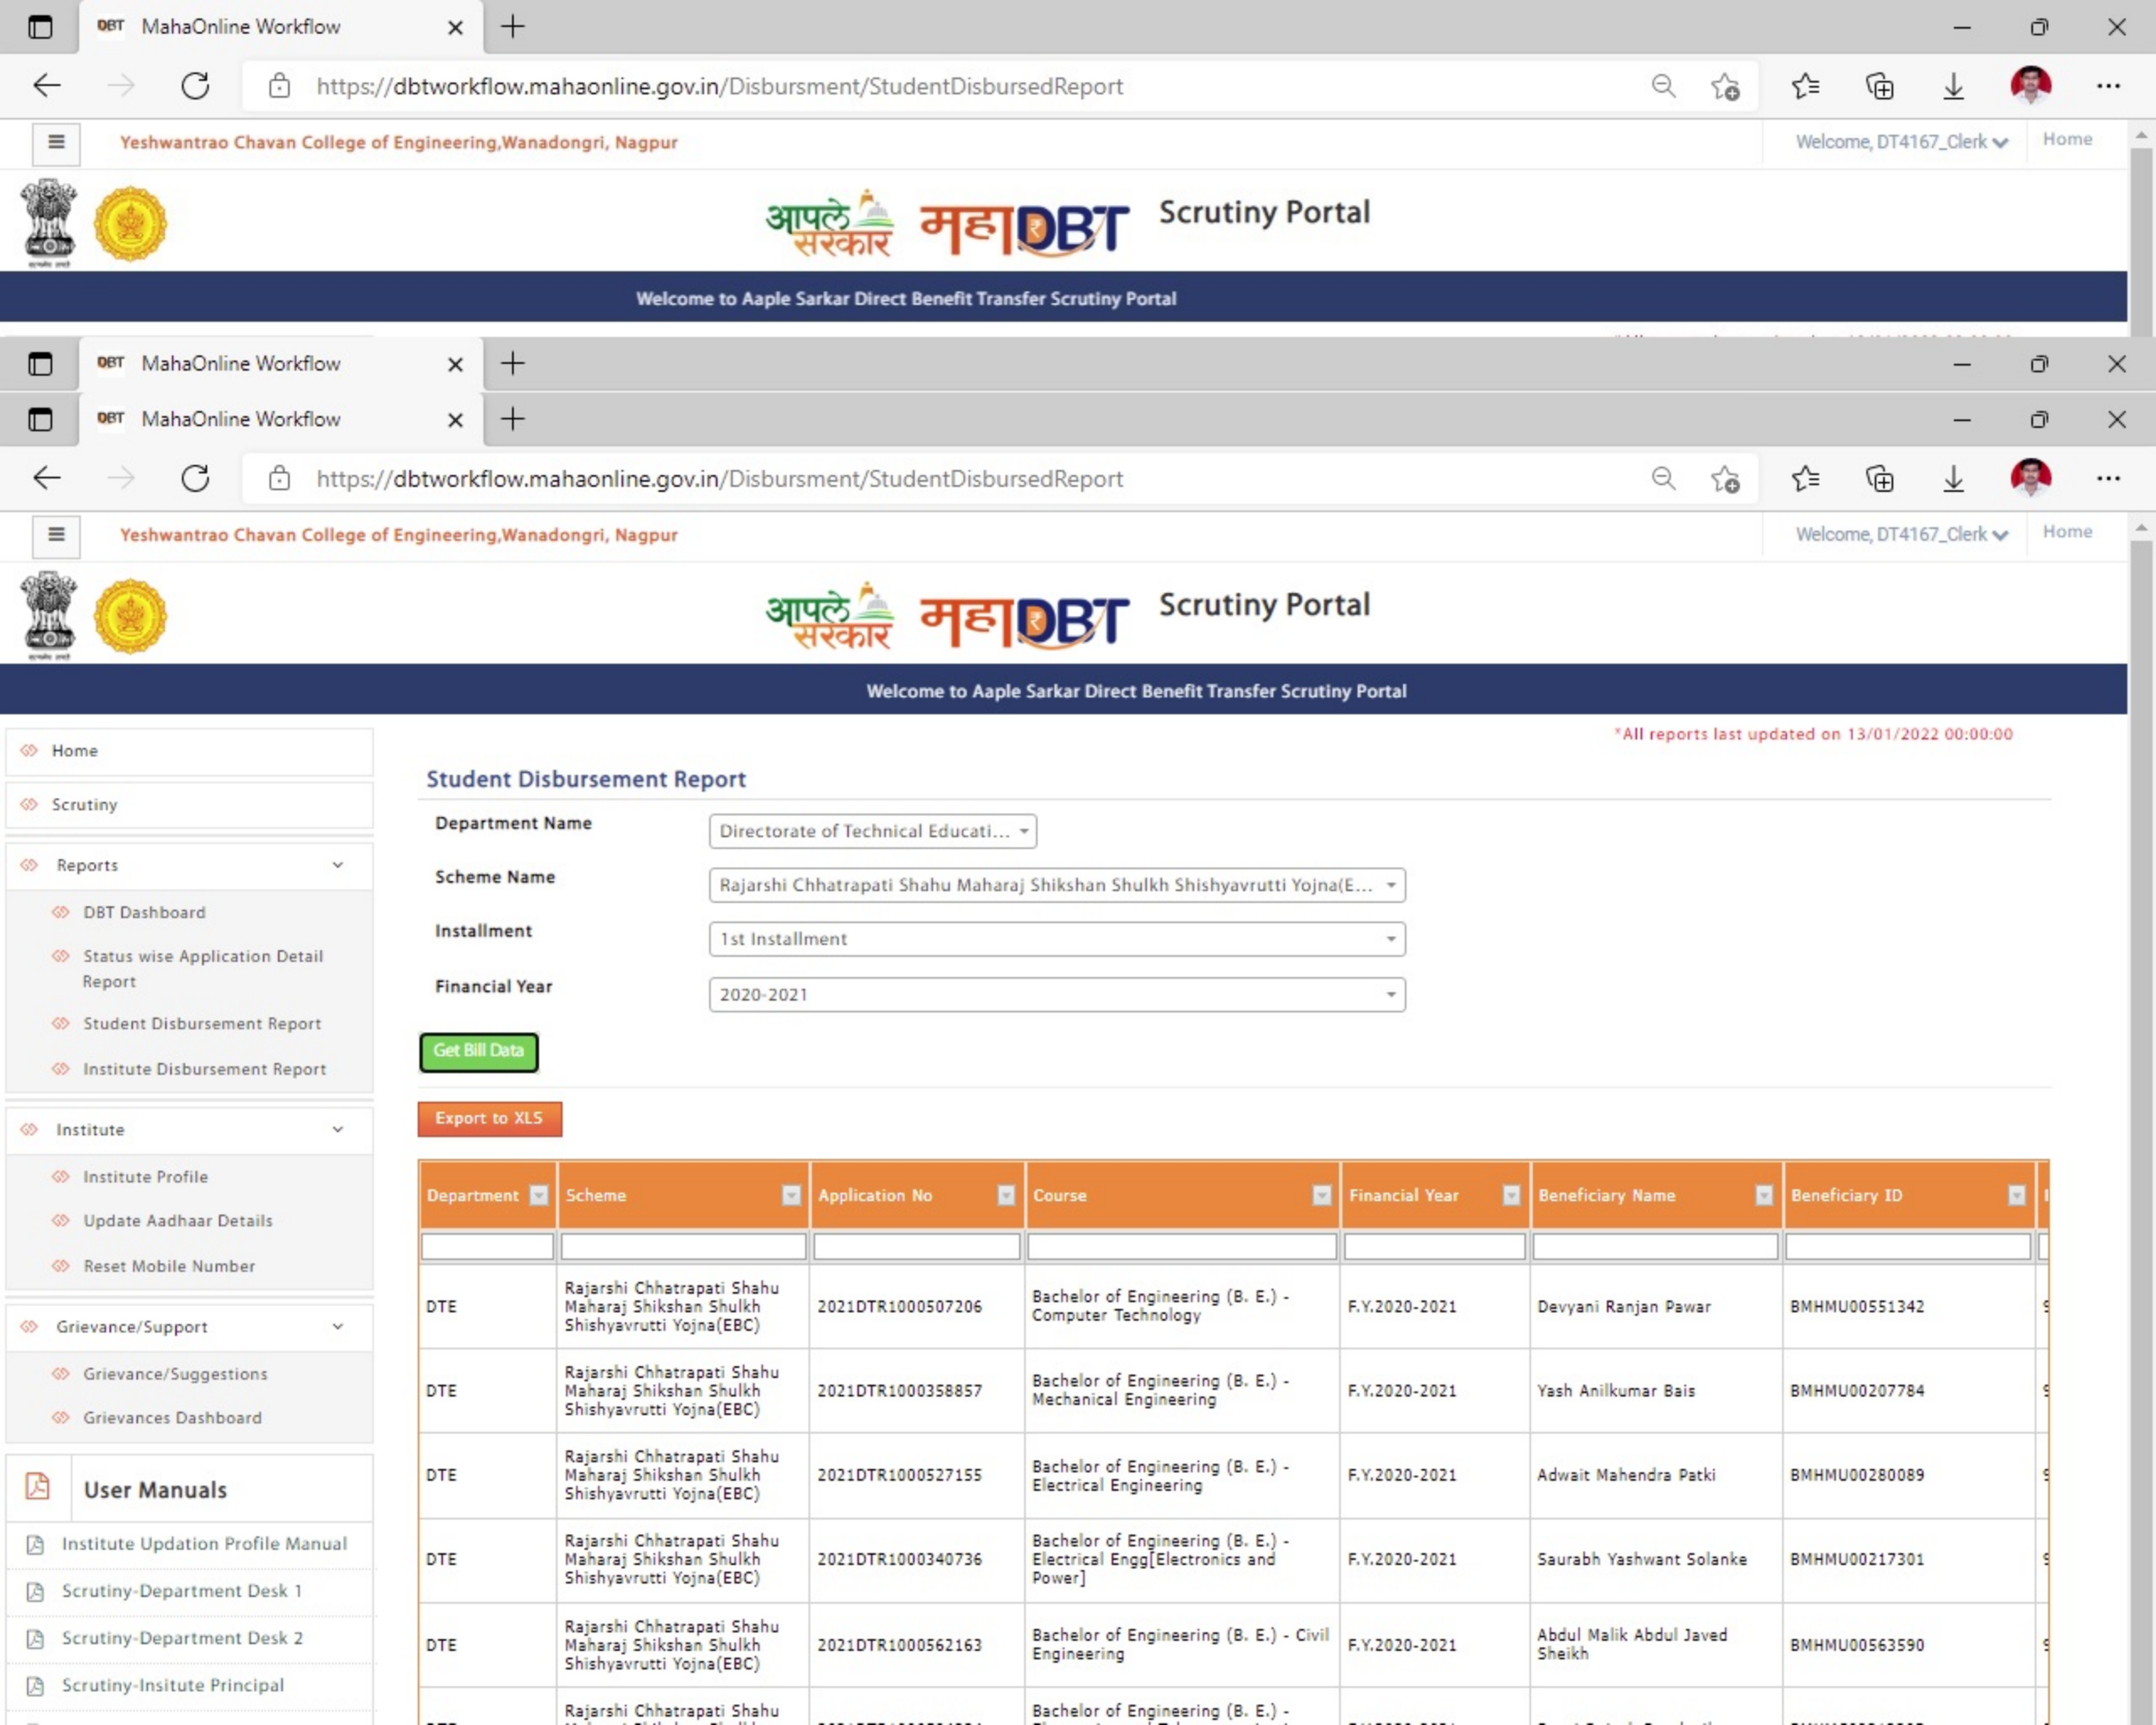 DBT MahaOnline Workflow
https://dbtworkflow.mahaonline.gov.in/Disbursment/StudentDisbursedReport
Yeshwantrao Chavan College of Engineering,Wanadongri, Nagpur
Welcome, DT4167_Clerk
Home
आपले सरकार
महाDBT
Scrutiny Portal
Welcome to Aaple Sarkar Direct Benefit Transfer Scrutiny Portal
DBT MahaOnline Workflow
DBT MahaOnline Workflow
https://dbtworkflow.mahaonline.gov.in/Disbursment/StudentDisbursedReport
Yeshwantrao Chavan College of Engineering,Wanadongri, Nagpur
Welcome, DT4167_Clerk
Home
आपले सरकार
महाDBT
Scrutiny Portal
Welcome to Aaple Sarkar Direct Benefit Transfer Scrutiny Portal
*All reports last updated on 13/01/2022 00:00:00
Home
Scrutiny
Reports
DBT Dashboard
Status wise Application Detail
Report
Student Disbursement Report
Institute Disbursement Report
Institute
Institute Profile
Update Aadhaar Details
Reset Mobile Number
Grievance/Support
Grievance/Suggestions
Grievances Dashboard
User Manuals
Institute Updation Profile Manual
Scrutiny-Department Desk 1
Scrutiny-Department Desk 2
Scrutiny-Insitute Principal
Student Disbursement Report
Department Name
Directorate of Technical Educati...
Scheme Name
Rajarshi Chhatrapati Shahu Maharaj Shikshan Shulkh Shishyavrutti Yojna(E...
Installment
1st Installment
Financial Year
2020-2021
Get Bill Data
Export to XLS
Department Scheme Application No Course Financial Year Beneficiary Name Beneficiary ID
DTE
Rajarshi Chhatrapati Shahu
Maharaj Shikshan Shulkh
Shishyavrutti Yojna(EBC)
2021DTR1000507206
Bachelor of Engineering (B. E.) -
Computer Technology
F.Y.2020-2021
Devyani Ranjan Pawar
BMHMU00551342
DTE
Rajarshi Chhatrapati Shahu
Maharaj Shikshan Shulkh
Shishyavrutti Yojna(EBC)
2021DTR1000358857
Bachelor of Engineering (B. E.) -
Mechanical Engineering
F.Y.2020-2021
Yash Anilkumar Bais
BMHMU00207784
DTE
Rajarshi Chhatrapati Shahu
Maharaj Shikshan Shulkh
Shishyavrutti Yojna(EBC)
2021DTR1000527155
Bachelor of Engineering (B. E.) -
Electrical Engineering
F.Y.2020-2021
Adwait Mahendra Patki
BMHMU00280089
DTE
Rajarshi Chhatrapati Shahu
Maharaj Shikshan Shulkh
Shishyavrutti Yojna(EBC)
2021DTR1000340736
Bachelor of Engineering (B. E.) -
Electrical Engg[Electronics and
Power]
F.Y.2020-2021
Saurabh Yashwant Solanke
BMHMU00217301
DTE
Rajarshi Chhatrapati Shahu
Maharaj Shikshan Shulkh
Shishyavrutti Yojna(EBC)
2021DTR1000562163
Bachelor of Engineering (B. E.) - Civil
Engineering
F.Y.2020-2021
Abdul Malik Abdul Javed
Sheikh
BMHMU00563590
Rajarshi Chhatrapati Shahu
Bachelor of Engineering (B. E.) -